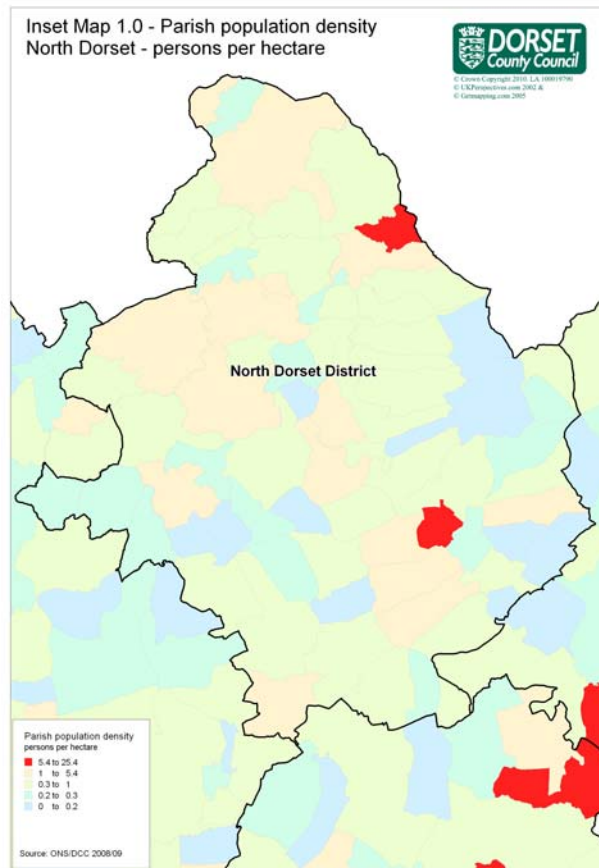 Inset Map 1.0 - Parish population density
North Dorset - persons per hectare
DORSET
County Council
© Crown Copyright 2010. LA 100019790
© UKPerspectives.com 2002 &
© Getmapping.com 2005
North Dorset District
Parish population density
persons per hectare
5.4 to 25.4
1 to 5.4
0.3 to 1
0.2 to 0.3
0 to 0.2
Source: ONS/DCC 2008/09